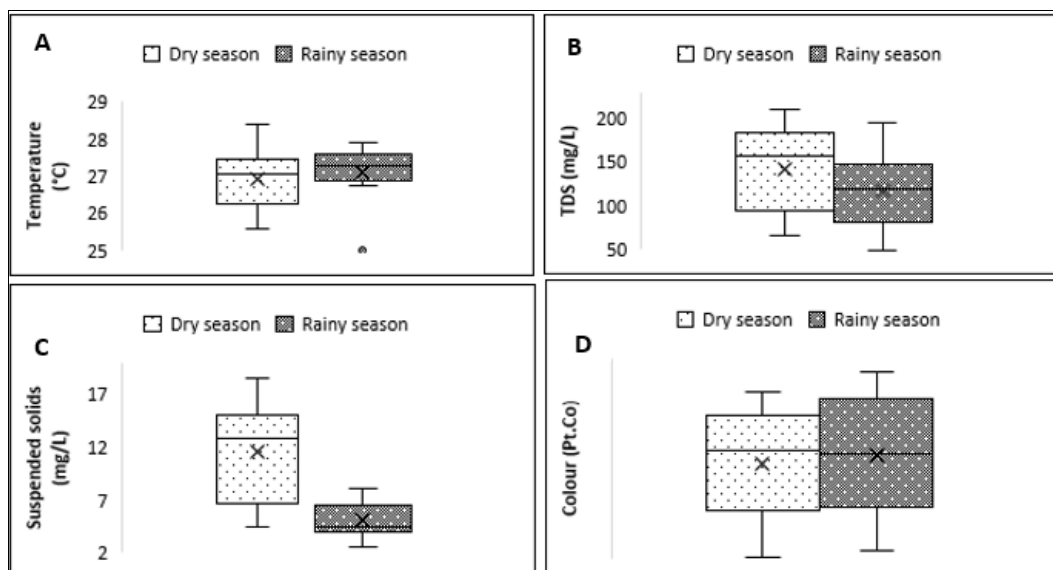 A
Dry season Rainy season
Temperature
(°C)
29
28
27
26
25
B
Dry season Rainy season
TDS (mg/L)
200
150
100
50
C
Dry season Rainy season
Suspended solids
(mg/L)
17
12
7
2
D
Dry season Rainy season
Colour (Pt.Co)